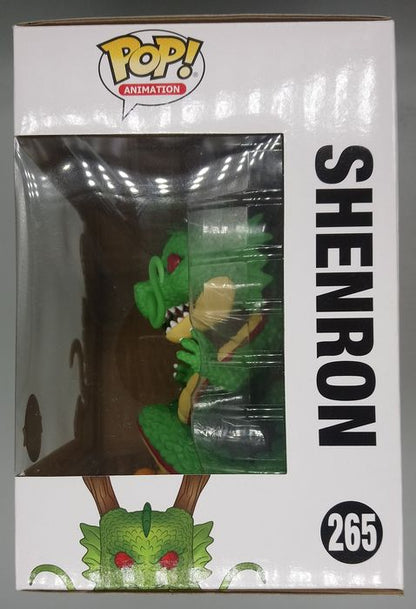 POP!
ANIMATION
SHENRON
265